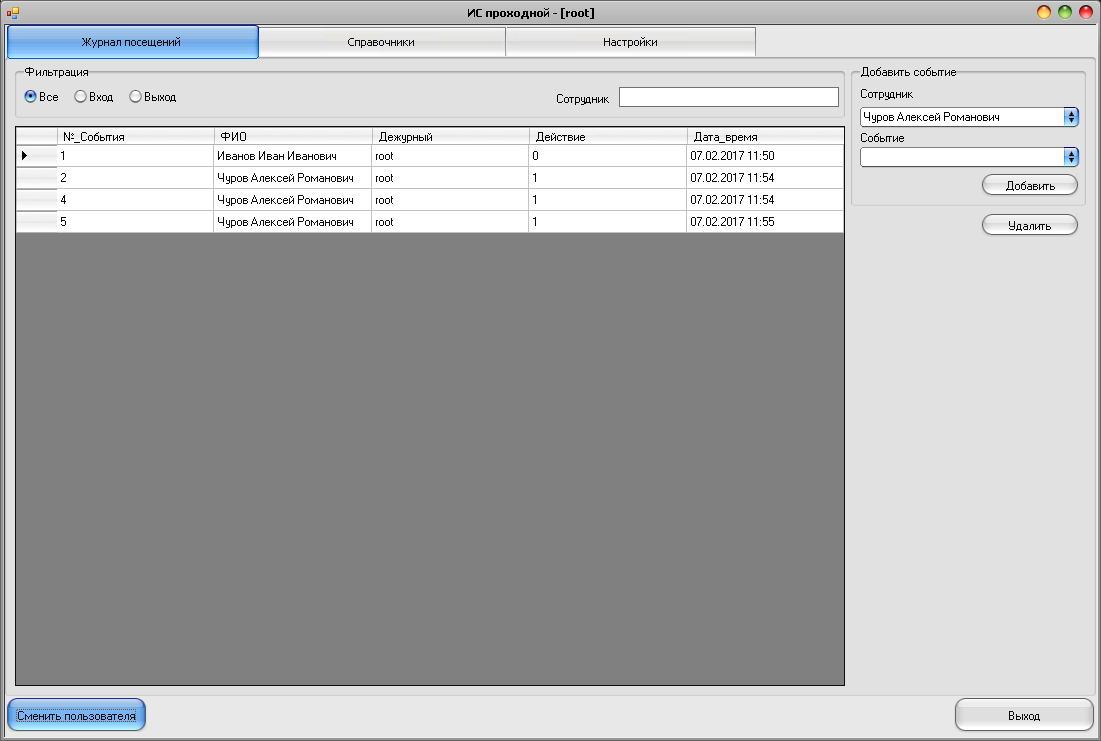 ИС проходной - [root]
Журнал посещений Справочники Настройки
Фильтрация
Все Вход Выход
Сотрудник
№_События ФИО Дежурный Действие Дата_время
1 Иванов Иван Иванович root 0 07.02.2017 11:50
2 Чуров Алексей Романович root 1 07.02.2017 11:54
4 Чуров Алексей Романович root 1 07.02.2017 11:54
5 Чуров Алексей Романович root 1 07.02.2017 11:55
Добавить событие
Сотрудник
Чуров Алексей Романович
Событие
Добавить
Удалить
Сменить пользователя
Выход